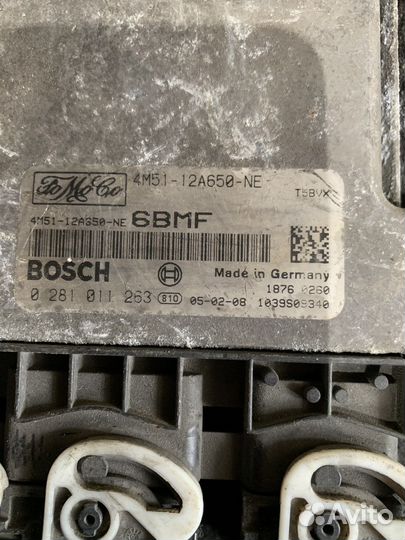 FoMoCo 4M51-12A650-NE
T5BVX
4M51-12A650-NE 6BMF
BOSCH Made in Germany
1876 0260
0 281 011 263 810 05-02-08 1039S09340
Avito